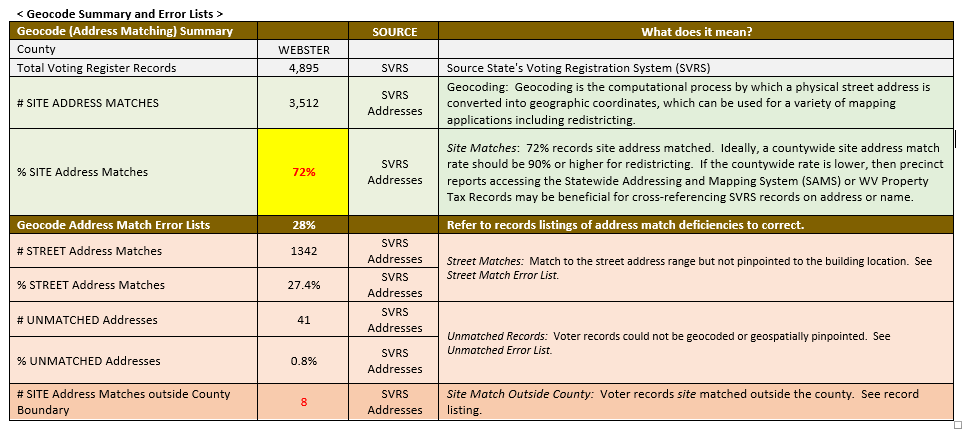 < Geocode Summary and Error Lists >
Geocode (Address Matching) Summary SOURCE What does it mean?
County WEBSTER
Total Voting Register Records 4,895 SVRS Source State's Voting Registration System (SVRS)
# SITE ADDRESS MATCHES 3,512 SVRS Addresses
Geocoding: Geocoding is the computational process by which a physical street address is
converted into geographic coordinates, which can be used for a variety of mapping
applications including redistricting.
% SITE Address Matches 72% SVRS Addresses
Site Matches: 72% records site address matched. Ideally, a countywide site address match
rate should be 90% or higher for redistricting. If the countywide rate is lower, then precinct
reports accessing the Statewide Addressing and Mapping System (SAMS) or WV Property
Tax Records may be beneficial for cross-referencing SVRS records on address or name.
Geocode Address Match Error Lists 28% Refer to records listings of address match deficiencies to correct.
# STREET Address Matches 1342 SVRS Addresses
Street Matches: Match to the street address range but not pinpointed to the building location. See
Street Match Error List.
% STREET Address Matches 27.4% SVRS Addresses
# UNMATCHED Addresses 41 SVRS Addresses
Unmatched Records: Voter records could not be geocoded or geospatially pinpointed. See
Unmatched Error List.
% UNMATCHED Addresses 0.8% SVRS Addresses
# SITE Address Matches outside County
Boundary 8 SVRS Addresses
Site Match Outside County: Voter records site matched outside the county. See record
listing.